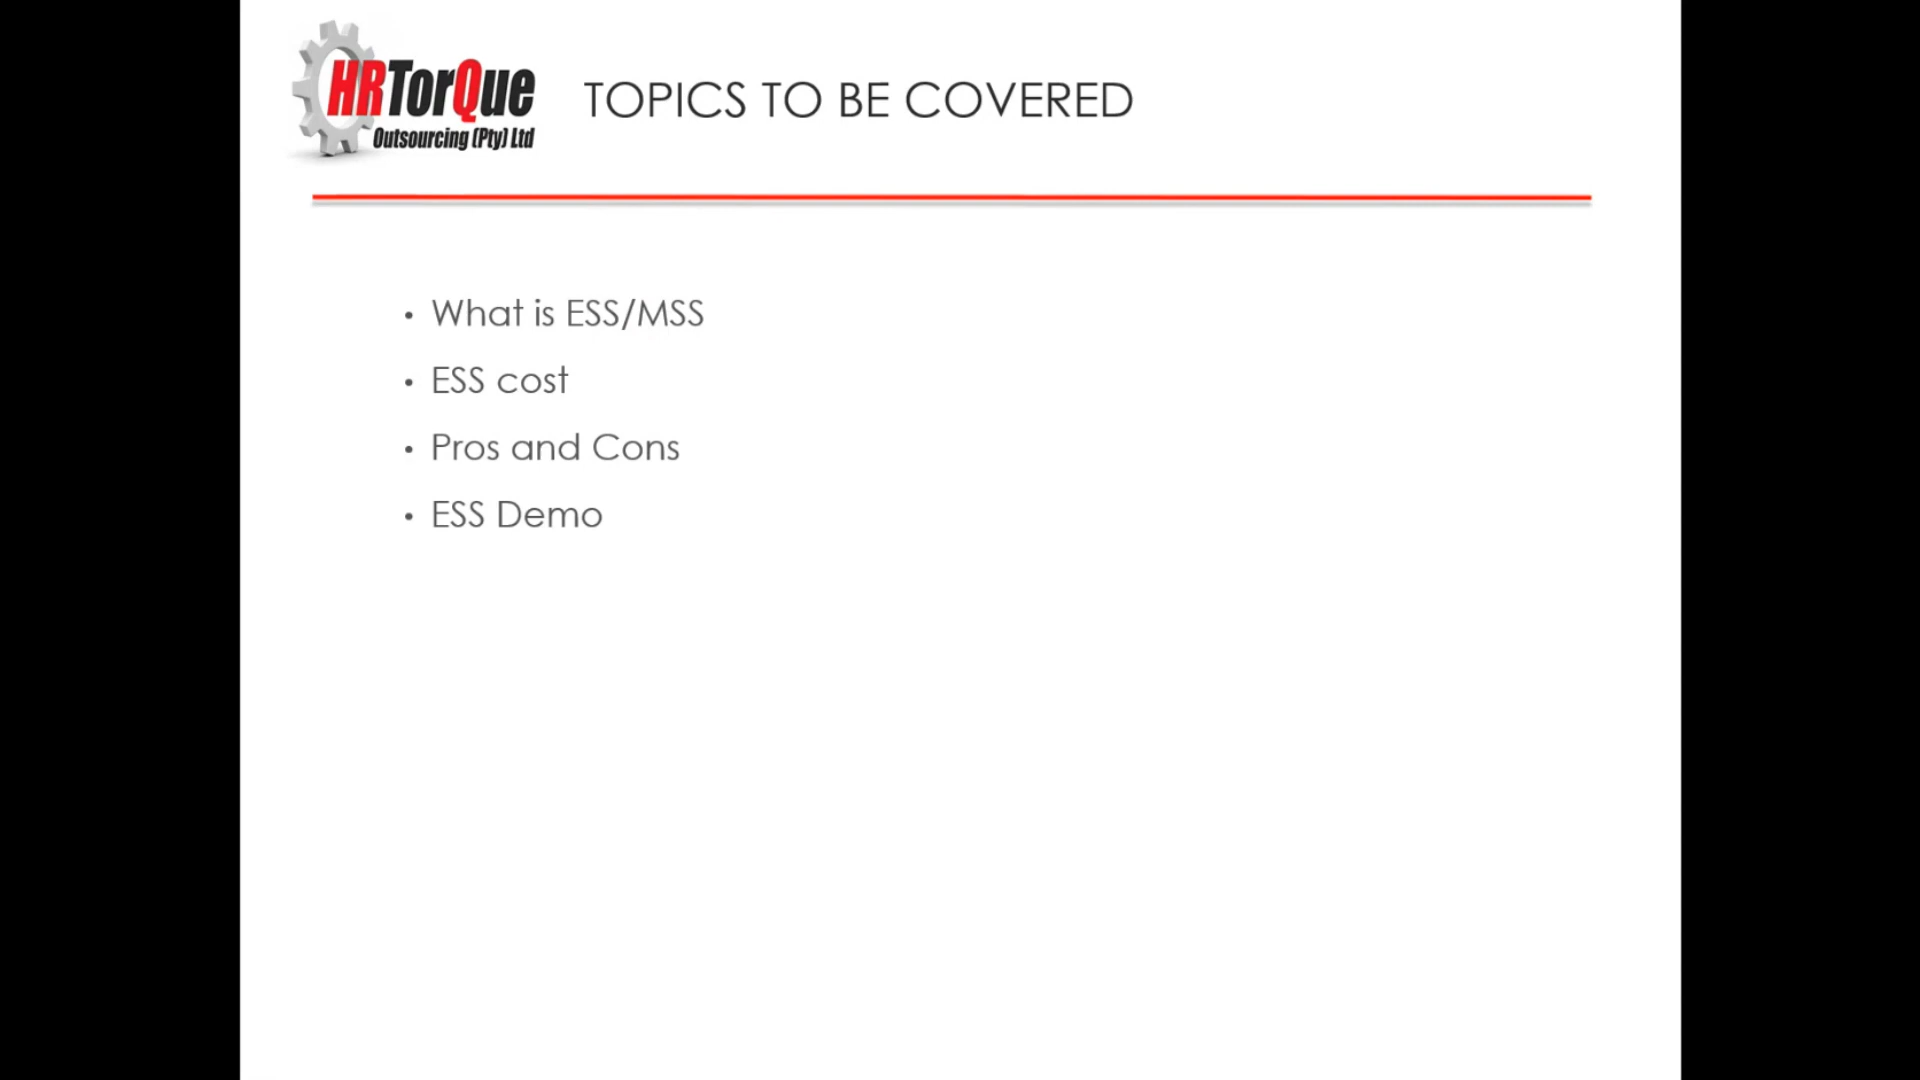 HRTorQue
Outsourcing (Pty) Ltd
TOPICS TO BE COVERED
• What is ESS/MSS
• ESS cost
• Pros and Cons
• ESS Demo